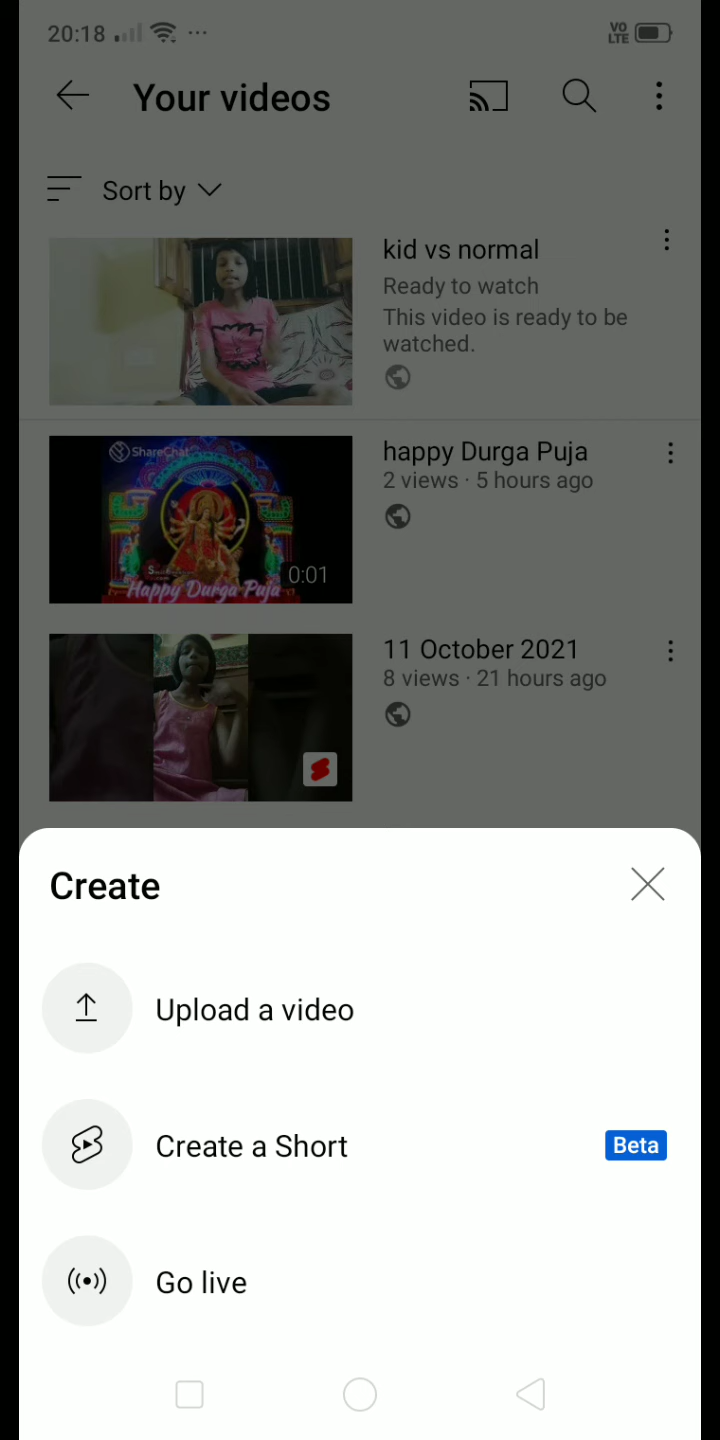 20:18 VO LTE
Your videos
Sort by
kid vs normal
Ready to watch
This video is ready to be
watched.
ShareChat
Happy Durga Puja
0:01
happy Durga Puja
2 views · 5 hours ago
11 October 2021
8 views · 21 hours ago
Create
Upload a video
Create a Short Beta
Go live